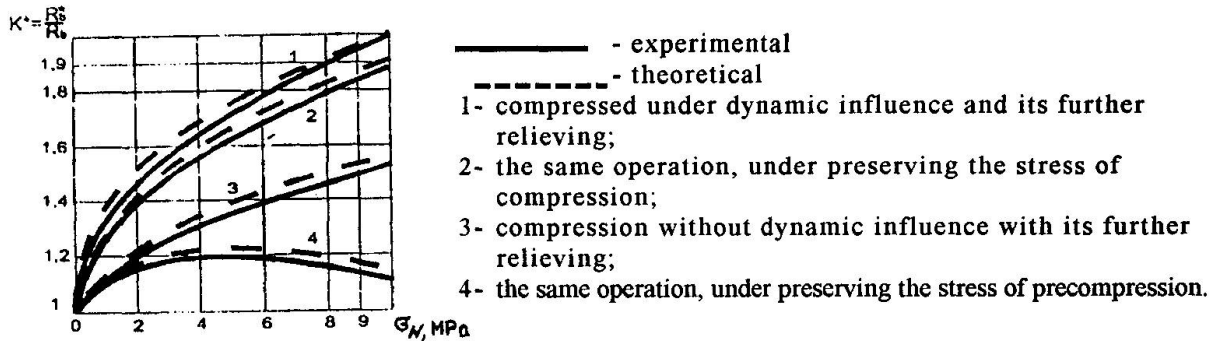 K*=R*b/Rb
1.9
1.8
1.6
1.4
1.2
1
1
2
3
4
0 2 4 6 8 9 σN, MPa
- experimental
- theoretical
1- compressed under dynamic influence and its further
relieving;
2- the same operation, under preserving the stress of
compression;
3- compression without dynamic influence with its further
relieving;
4- the same operation, under preserving the stress of precompression.